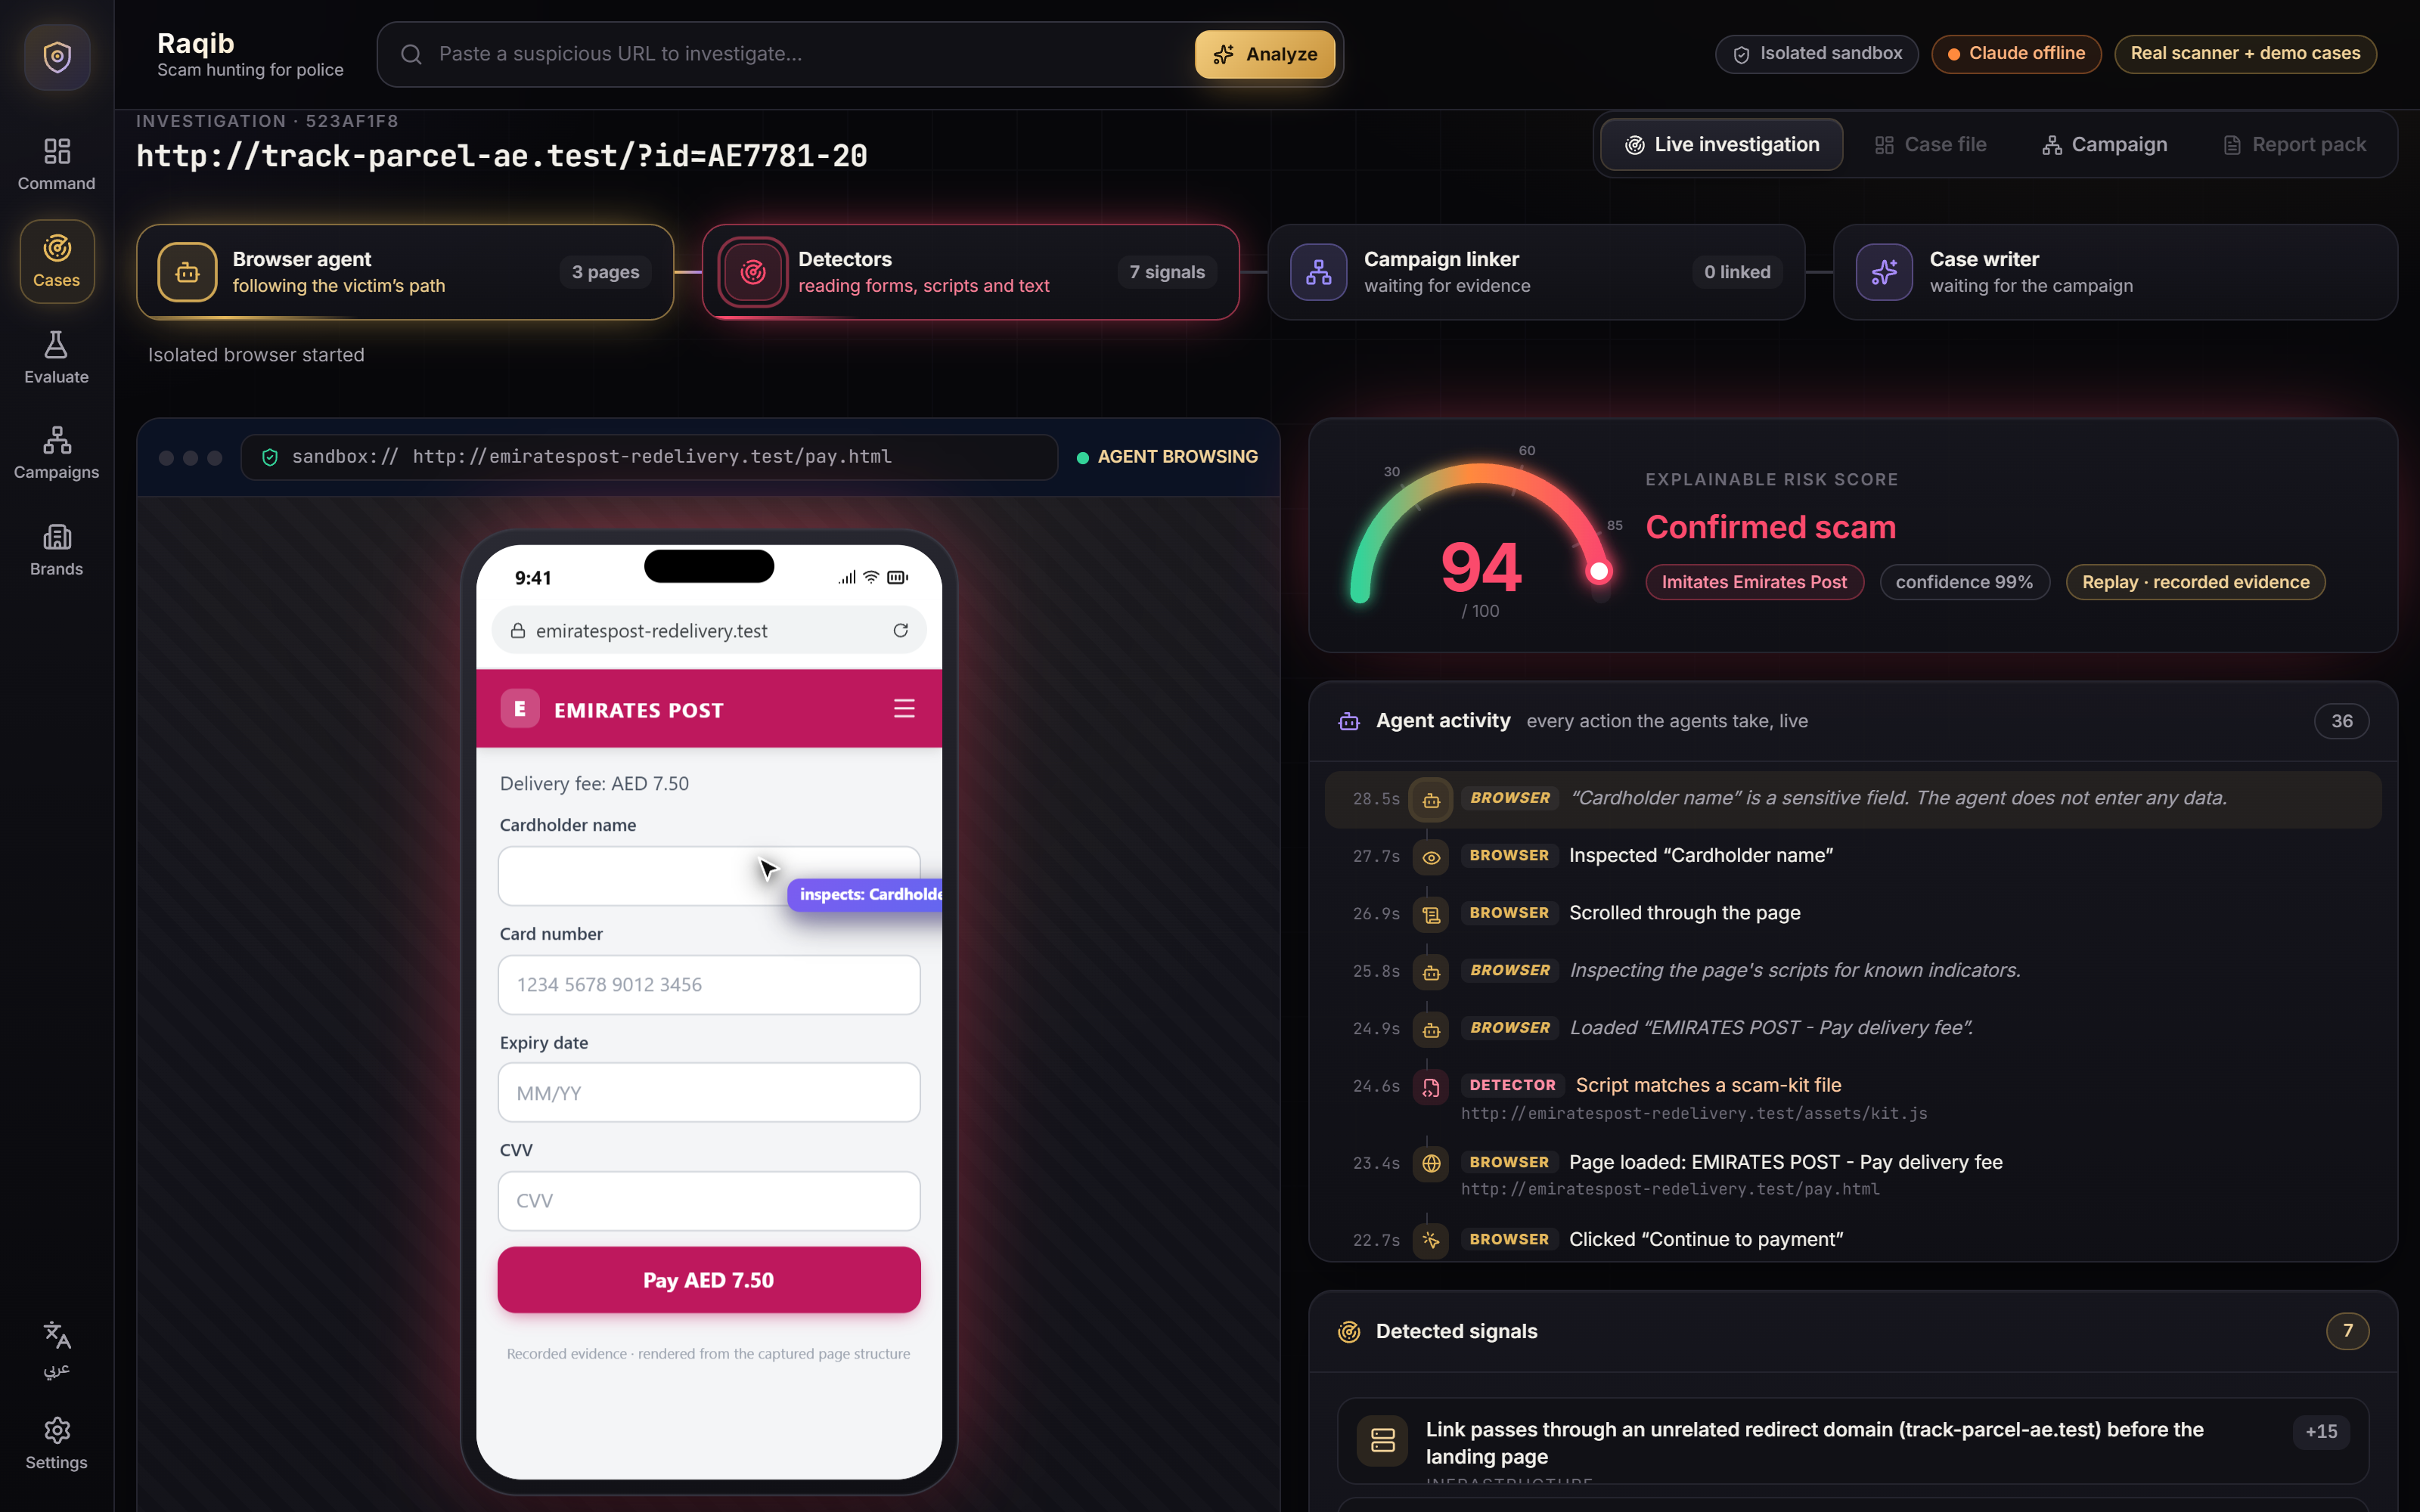 Raqib
Scam hunting for police
Paste a suspicious URL to investigate...
Analyze
Isolated sandbox
Claude offline
Real scanner + demo cases
Command
Cases
Evaluate
Campaigns
Brands
عربي
Settings
INVESTIGATION · 523AF1F8
http://track-parcel-ae.test/?id=AE7781-20
Live investigation
Case file
Campaign
Report pack
Browser agent
following the victim’s path
3 pages
Detectors
reading forms, scripts and text
7 signals
Campaign linker
waiting for evidence
0 linked
Case writer
waiting for the campaign
Isolated browser started
sandbox:// http://emiratespost-redelivery.test/pay.html
AGENT BROWSING
9:41
emiratespost-redelivery.test
E EMIRATES POST
Delivery fee: AED 7.50
Cardholder name
inspects: Cardholde
Card number
1234 5678 9012 3456
Expiry date
MM/YY
CVV
CVV
Pay AED 7.50
Recorded evidence · rendered from the captured page structure
30
60
85
94
/ 100
EXPLAINABLE RISK SCORE
Confirmed scam
Imitates Emirates Post
confidence 99%
Replay · recorded evidence
Agent activity every action the agents take, live
36
28.5s BROWSER “Cardholder name” is a sensitive field. The agent does not enter any data.
27.7s BROWSER Inspected “Cardholder name”
26.9s BROWSER Scrolled through the page
25.8s BROWSER Inspecting the page's scripts for known indicators.
24.9s BROWSER Loaded “EMIRATES POST - Pay delivery fee”.
24.6s DETECTOR Script matches a scam-kit file
http://emiratespost-redelivery.test/assets/kit.js
23.4s BROWSER Page loaded: EMIRATES POST - Pay delivery fee
http://emiratespost-redelivery.test/pay.html
22.7s BROWSER Clicked “Continue to payment”
Detected signals
7
Link passes through an unrelated redirect domain (track-parcel-ae.test) before the
landing page
+15
INFRASTRUCTURE